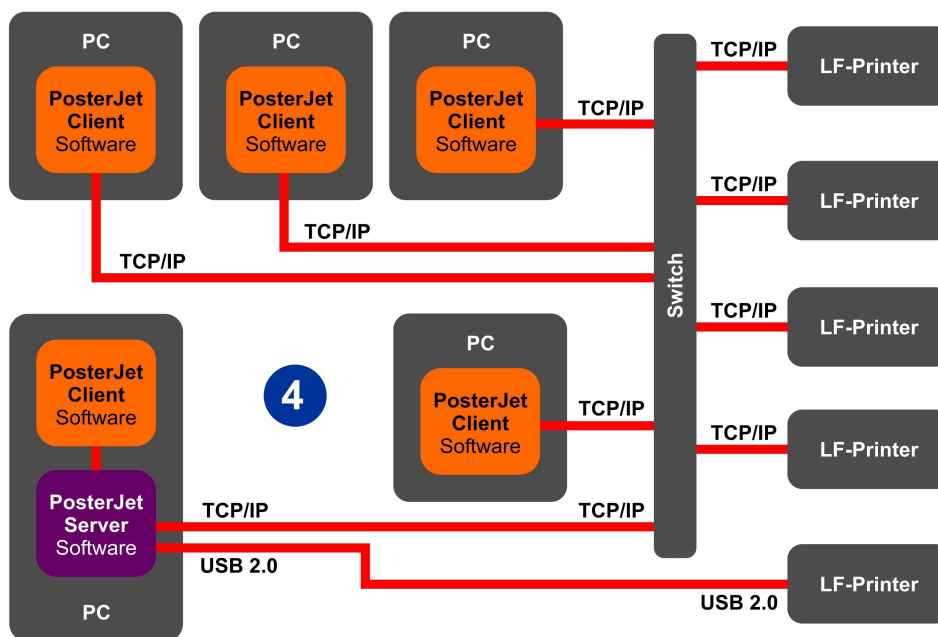 PC
PosterJet
Client
Software
PC
PosterJet
Client
Software
PC
PosterJet
Client
Software
TCP/IP
TCP/IP
TCP/IP
Switch
TCP/IP
LF-Printer
TCP/IP
LF-Printer
TCP/IP
LF-Printer
TCP/IP
LF-Printer
PosterJet
Client
Software
PosterJet
Server
Software
PC
4
PC
PosterJet
Client
Software
TCP/IP
TCP/IP
TCP/IP
USB 2.0
USB 2.0
LF-Printer